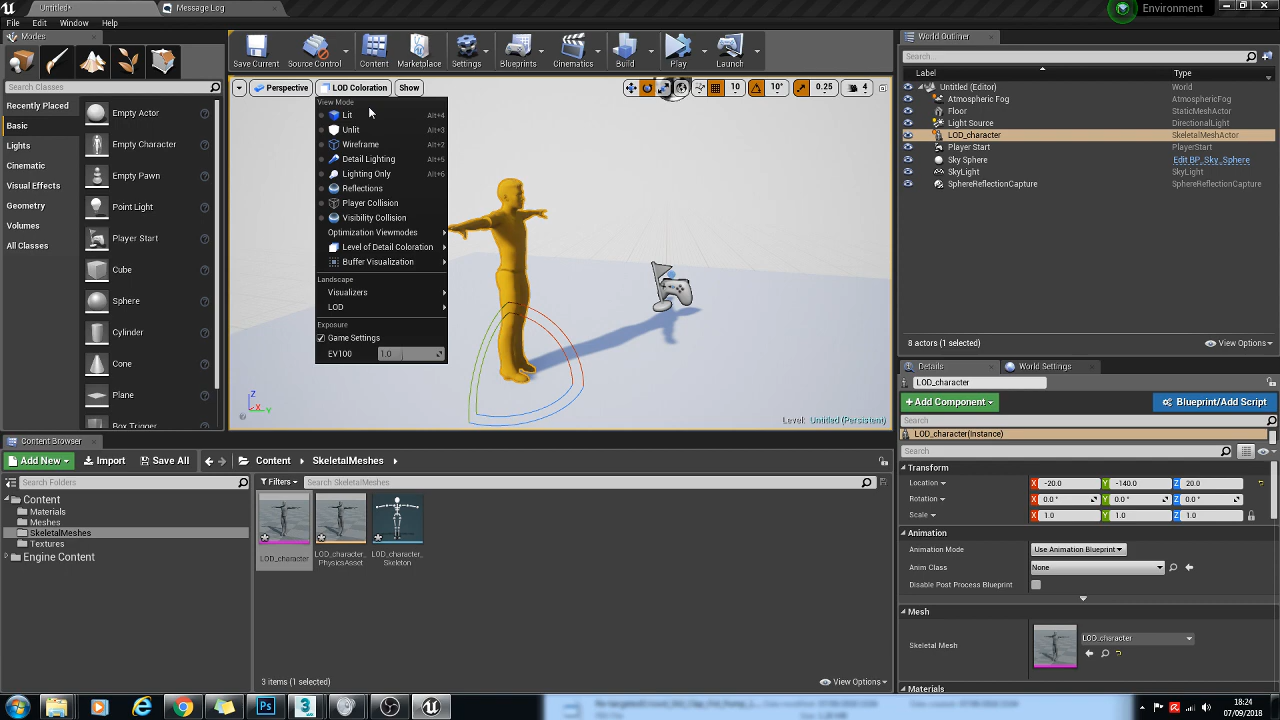 Untitled*
Message Log
Environment
File Edit Window Help
Modes
Search Classes
Recently Placed
Basic
Lights
Cinematic
Visual Effects
Geometry
Volumes
All Classes
Empty Actor
Empty Character
Empty Pawn
Point Light
Player Start
Cube
Sphere
Cylinder
Cone
Plane
Box Trigger
Save Current Source Control Content Marketplace Settings Blueprints Cinematics Build Play Launch
Perspective LOD Coloration Show
10 10° 0.25 4
View Mode
Lit Alt+4
Unlit Alt+3
Wireframe Alt+2
Detail Lighting Alt+5
Lighting Only Alt+6
Reflections
Player Collision
Visibility Collision
Optimization Viewmodes
Level of Detail Coloration
Buffer Visualization
Landscape
Visualizers
LOD
Exposure
Game Settings
EV100 1.0
Z
X Y
Level: Untitled (Persistent)
World Outliner
Search...
Label Type
Untitled (Editor) World
Atmospheric Fog AtmosphericFog
Floor StaticMeshActor
Light Source DirectionalLight
LOD_character SkeletalMeshActor
Player Start PlayerStart
Sky Sphere Edit BP_Sky_Sphere
SkyLight SkyLight
SphereReflectionCapture SphereReflectionCapture
8 actors (1 selected) View Options
Details World Settings
LOD_character
Add Component Blueprint/Add Script
Search
LOD_character(Instance)
Search
Transform
Location X -20.0 Y -140.0 Z 20.0
Rotation X 0.0 ° Y 0.0 ° Z 0.0 °
Scale X 1.0 Y 1.0 Z 1.0
Animation
Animation Mode Use Animation Blueprint
Anim Class None
Disable Post Process Blueprint
Mesh
Skeletal Mesh LOD_character
Materials
Content Browser
Add New Import Save All Content SkeletalMeshes
Search Folders
Content
Materials
Meshes
SkeletalMeshes
Textures
Engine Content
Filters Search SkeletalMeshes
LOD_character
LOD_character_
PhysicsAsset
LOD_character_
Skeleton
3 items (1 selected) View Options
Ps
3
18:24
07/09/2018